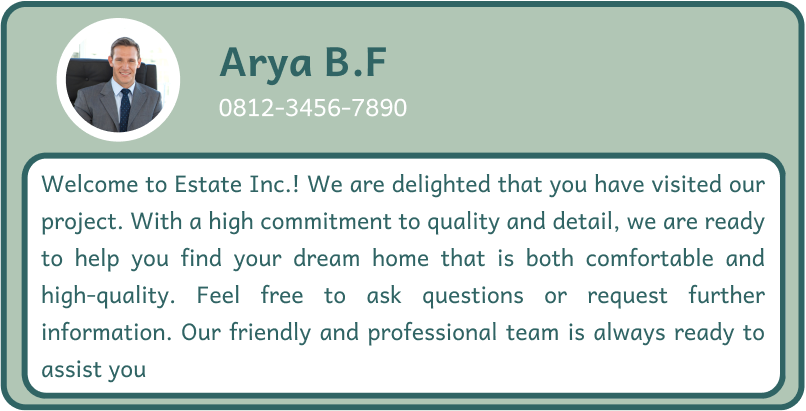 Arya B.F
0812-3456-7890
Welcome to Estate Inc.! We are delighted that you have visited our
project. With a high commitment to quality and detail, we are ready
to help you find your dream home that is both comfortable and
high-quality. Feel free to ask questions or request further
information. Our friendly and professional team is always ready to
assist you